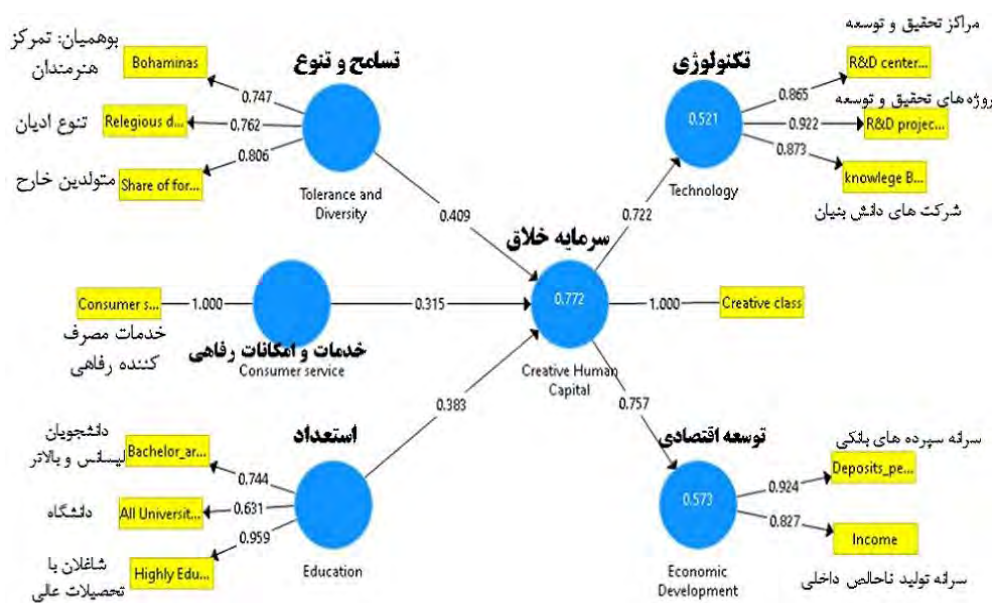 بوهمیان: تمرکز
هنرمندان
Bohaminas
0.747
تنوع ادیان
Relegious d...
0.762
متولدین خارح
Share of for...
0.806
تسامح و تنوع
Tolerance and
Diversity
0.409
Consumer s...
1.000
خدمات مصرف
کننده رفاهی
خدمات و امکانات رفاهی
Consumer service
0.315
دانشجویان
لیسانس و بالاتر
Bachelor_ar...
0.744
دانشگاه
All Universit...
0.631
شاغلان با
تحصیلات عالی
Highly Edu...
0.959
استعداد
Education
0.383
سرمایه خلاق
0.772
Creative Human
Capital
1.000
Creative class
0.722
تکنولوژی
0.521
Technology
مراکز تحقیق و توسعه
R&D center...
0.865
پروژه های تحقیق و توسعه
R&D projec...
0.922
knowlege B...
0.873
شرکت های دانش بنیان
0.757
توسعه اقتصادی
0.573
Economic
Development
سرانه سپرده های بانکی
Deposits_pe...
0.924
Income
0.827
سرانه تولید ناحالص داخلی